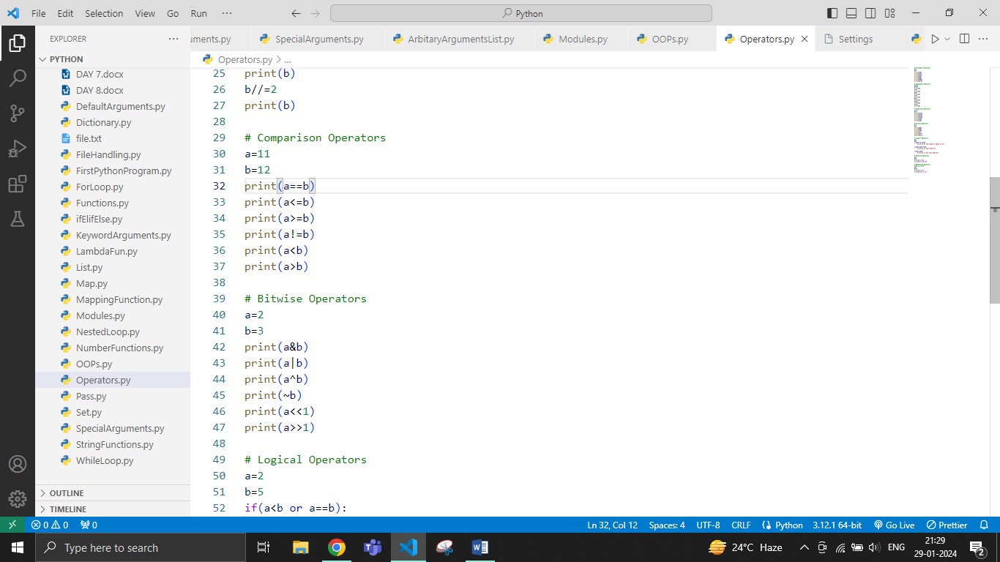 File Edit Selection View Go Run ··· Python
EXPLORER ···
uments.py SpecialArguments.py ArbitaryArgumentsList.py Modules.py OOPs.py Operators.py Settings
PYTHON
Operators.py > ...
DAY 7.docx
DAY 8.docx
DefaultArguments.py
Dictionary.py
file.txt
FileHandling.py
FirstPythonProgram.py
ForLoop.py
Functions.py
ifElifElse.py
KeywordArguments.py
LambdaFun.py
List.py
Map.py
MappingFunction.py
Modules.py
NestedLoop.py
NumberFunctions.py
OOPs.py
Operators.py
Pass.py
Set.py
SpecialArguments.py
StringFunctions.py
WhileLoop.py
OUTLINE
TIMELINE
25 print(b)
26 b//=2
27 print(b)
28
29 # Comparison Operators
30 a=11
31 b=12
32 print(a==b)
33 print(a<=b)
34 print(a>=b)
35 print(a!=b)
36 print(a<b)
37 print(a>b)
38
39 # Bitwise Operators
40 a=2
41 b=3
42 print(a&b)
43 print(a|b)
44 print(a^b)
45 print(~b)
46 print(a<<1)
47 print(a>>1)
48
49 # Logical Operators
50 a=2
51 b=5
52 if(a<b or a==b):
0 0 0 Ln 32, Col 12 Spaces: 4 UTF-8 CRLF Python 3.12.1 64-bit Go Live Prettier
Type here to search 24°C Haze ENG 21:29
29-01-2024 2